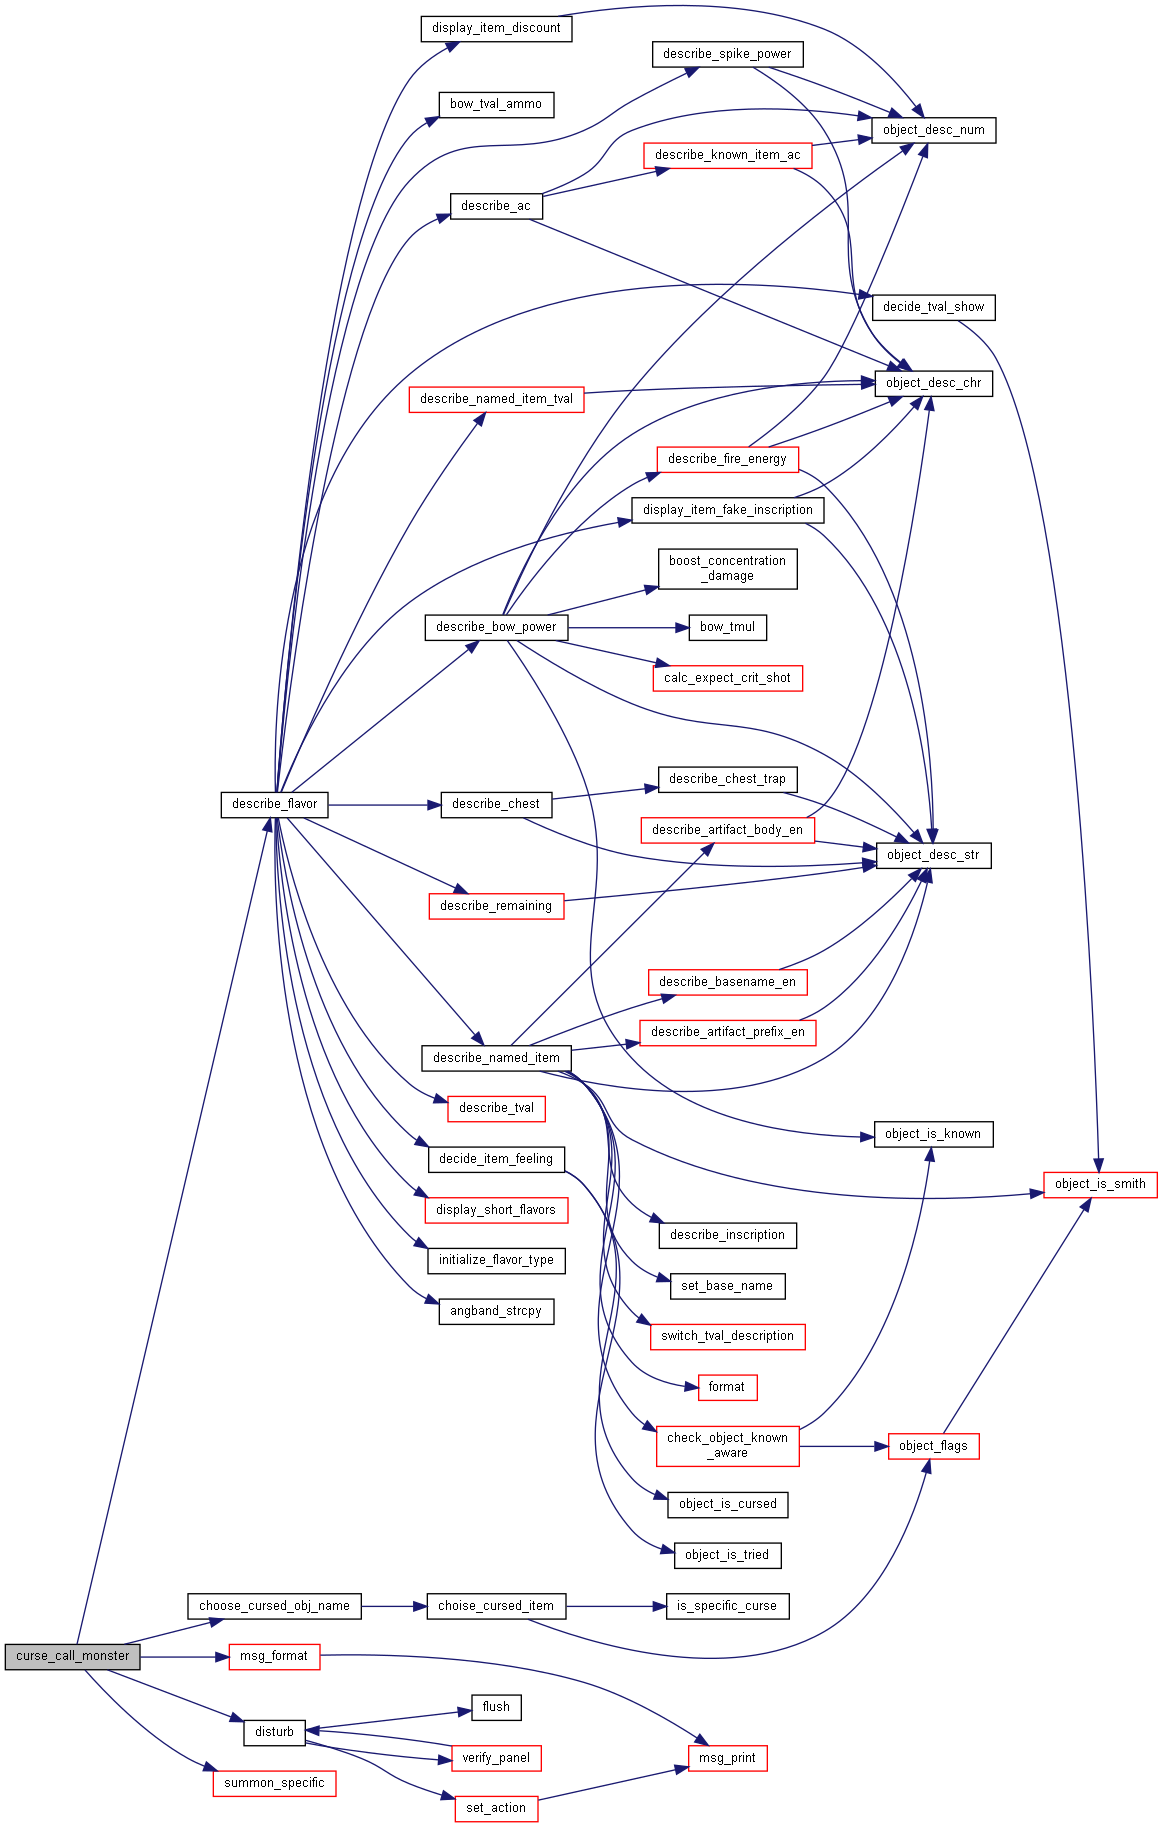 display_item_discount
describe_spike_power
bow_tval_ammo
object_desc_num
describe_known_item_ac
describe_ac
decide_tval_show
object_desc_chr
describe_named_item_tval
describe_fire_energy
display_item_fake_inscription
boost_concentration
_damage
describe_bow_power
bow_tmul
calc_expect_crit_shot
describe_chest_trap
describe_flavor
describe_chest
describe_artifact_body_en
object_desc_str
describe_remaining
describe_basename_en
describe_artifact_prefix_en
describe_named_item
describe_tval
object_is_known
decide_item_feeling
object_is_smith
display_short_flavors
describe_inscription
initialize_flavor_type
set_base_name
angband_strcpy
switch_tval_description
format
check_object_known
_aware
object_flags
object_is_cursed
object_is_tried
choose_cursed_obj_name
choise_cursed_item
is_specific_curse
curse_call_monster
msg_format
flush
disturb
verify_panel
msg_print
summon_specific
set_action